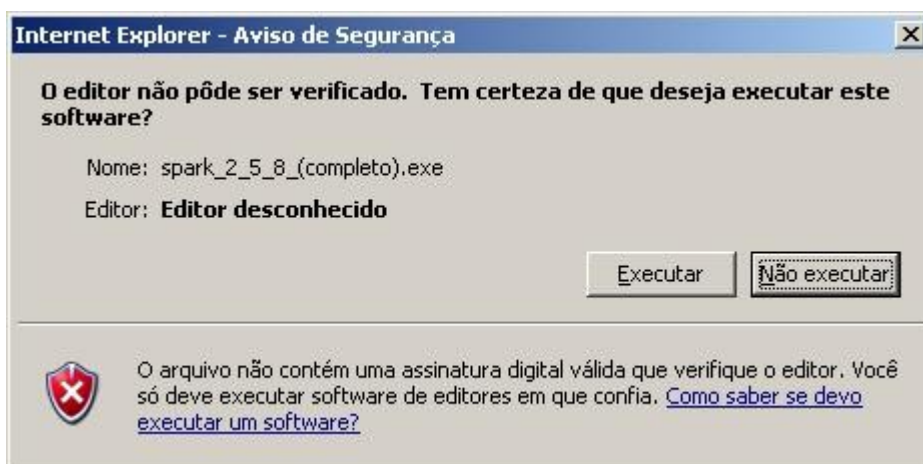 Internet Explorer - Aviso de Segurança
O editor não pôde ser verificado. Tem certeza de que deseja executar este
software?
Nome: spark_2_5_8_(completo).exe
Editor: Editor desconhecido
Executar
Não executar
O arquivo não contém uma assinatura digital válida que verifique o editor. Você
só deve executar software de editores em que confia. Como saber se devo
executar um software?